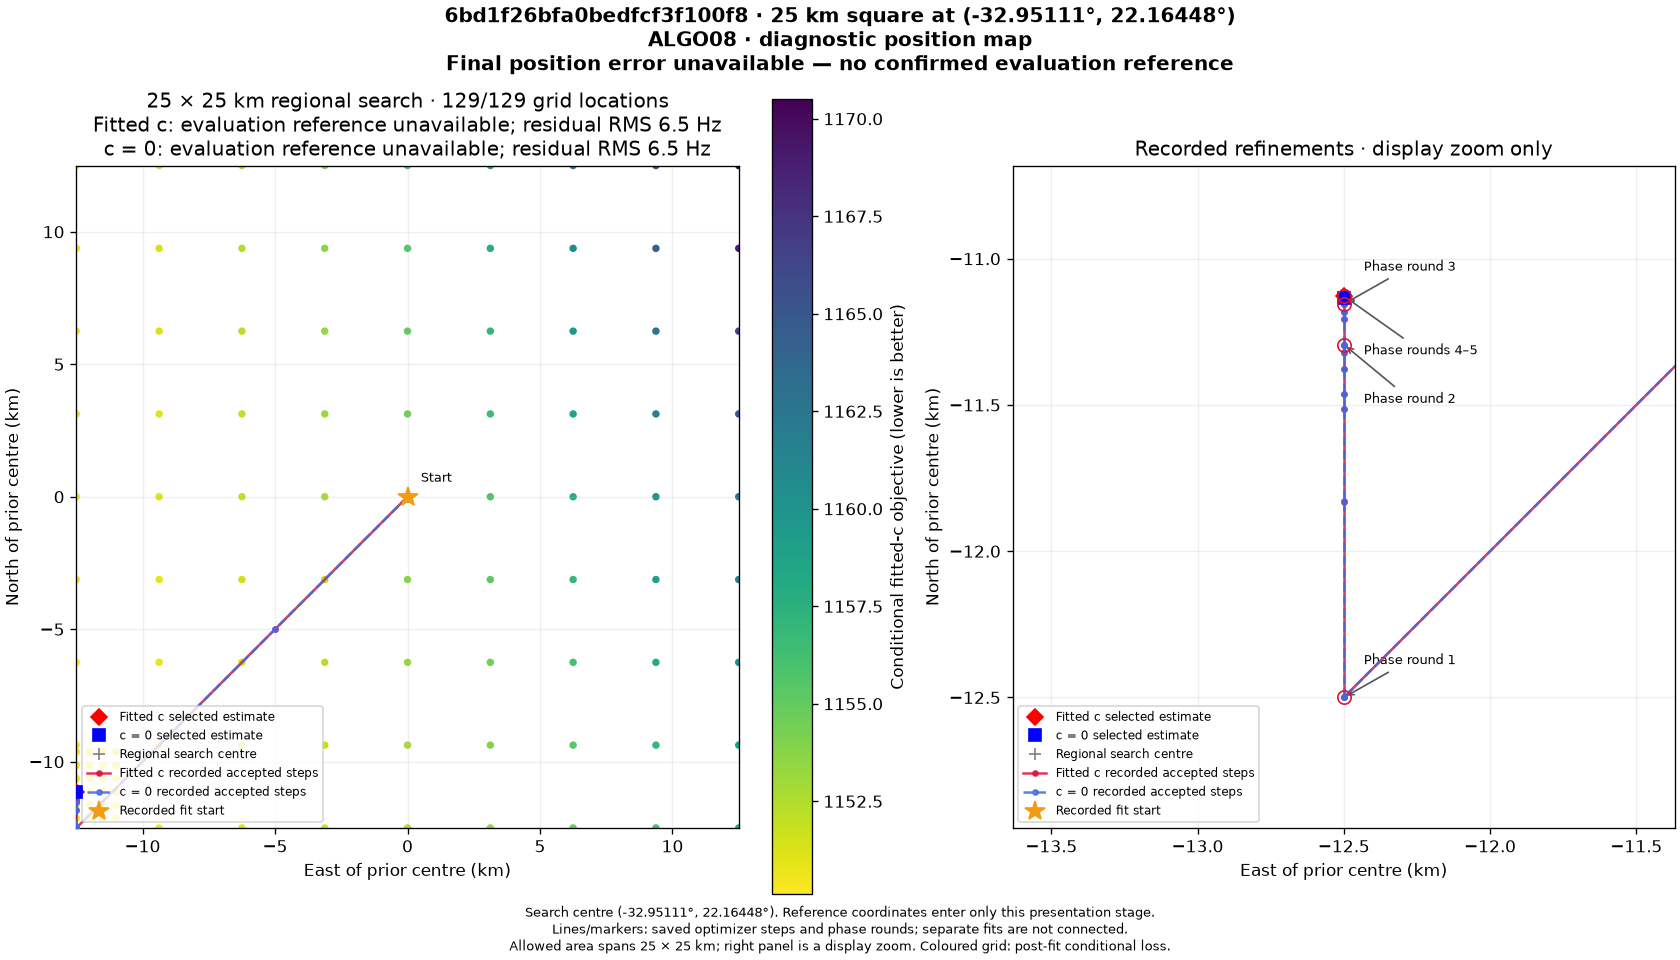 6bd1f26bfa0bedfcf3f100f8 · 25 km square at (-32.95111°, 22.16448°)
ALGO08 · diagnostic position map
Final position error unavailable — no confirmed evaluation reference
25 × 25 km regional search · 129/129 grid locations
Fitted c: evaluation reference unavailable; residual RMS 6.5 Hz
c = 0: evaluation reference unavailable; residual RMS 6.5 Hz
10
5
0
−5
−10
North of prior centre (km)
Start
Fitted c selected estimate
c = 0 selected estimate
Regional search centre
Fitted c recorded accepted steps
c = 0 recorded accepted steps
Recorded fit start
−10
−5
0
5
10
East of prior centre (km)
1170.0
1167.5
1165.0
1162.5
1160.0
1157.5
1155.0
1152.5
Conditional fitted-c objective (lower is better)
Recorded refinements · display zoom only
−11.0
−11.5
−12.0
−12.5
North of prior centre (km)
Phase round 3
Phase rounds 4–5
Phase round 2
Phase round 1
Fitted c selected estimate
c = 0 selected estimate
Regional search centre
Fitted c recorded accepted steps
c = 0 recorded accepted steps
Recorded fit start
−13.5
−13.0
−12.5
−12.0
−11.5
East of prior centre (km)
Search centre (-32.95111°, 22.16448°). Reference coordinates enter only this presentation stage.
Lines/markers: saved optimizer steps and phase rounds; separate fits are not connected.
Allowed area spans 25 × 25 km; right panel is a display zoom. Coloured grid: post-fit conditional loss.